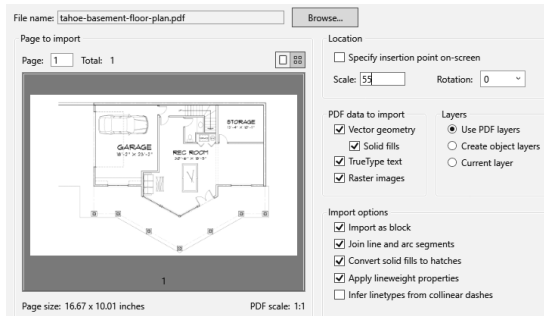 File name: tahoe-basement-floor-plan.pdf Browse...
Page to import
Page: 1 Total: 1
GARAGE
REC ROOM
STORAGE
1
Page size: 16.67 x 10.01 inches PDF scale: 1:1
Location
Specify insertion point on-screen
Scale: 55 Rotation: 0
PDF data to import
Vector geometry
Solid fills
TrueType text
Raster images
Layers
Use PDF layers
Create object layers
Current layer
Import options
Import as block
Join line and arc segments
Convert solid fills to hatches
Apply lineweight properties
Infer linetypes from collinear dashes